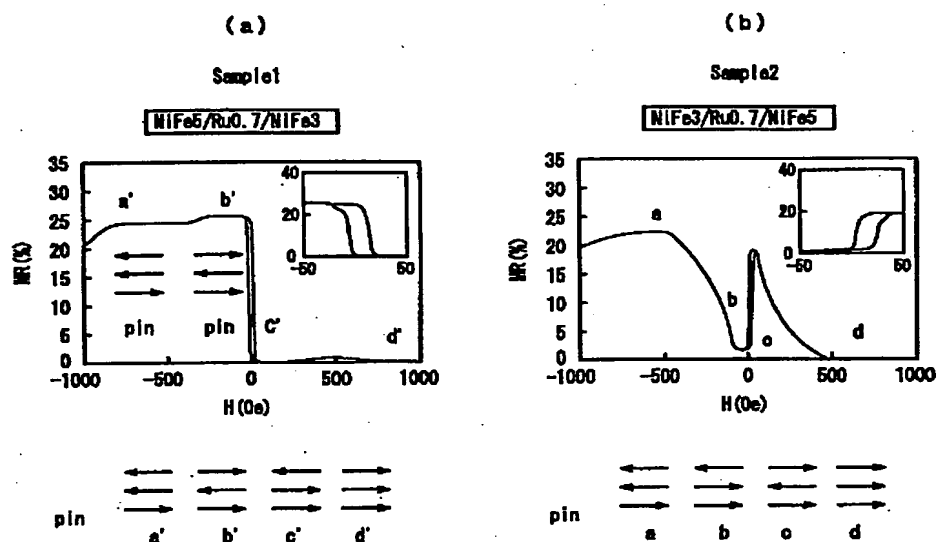 (a)
Sample1
NiFe5/Ru0.7/NiFe3
35
30
25
20
15
10
5
0
MR(%)
a'
b'
pin
pin
C'
d'
40
20
0
-50
50
-1000
-500
0
500
1000
H(Oe)
pin
a'
b'
c'
d'
(b)
Sample2
NiFe3/Ru0.7/NiFe5
35
30
25
20
15
10
5
0
MR(%)
a
b
c
d
40
20
0
-50
50
-1000
-500
0
500
1000
H(Oe)
pin
a
b
c
d